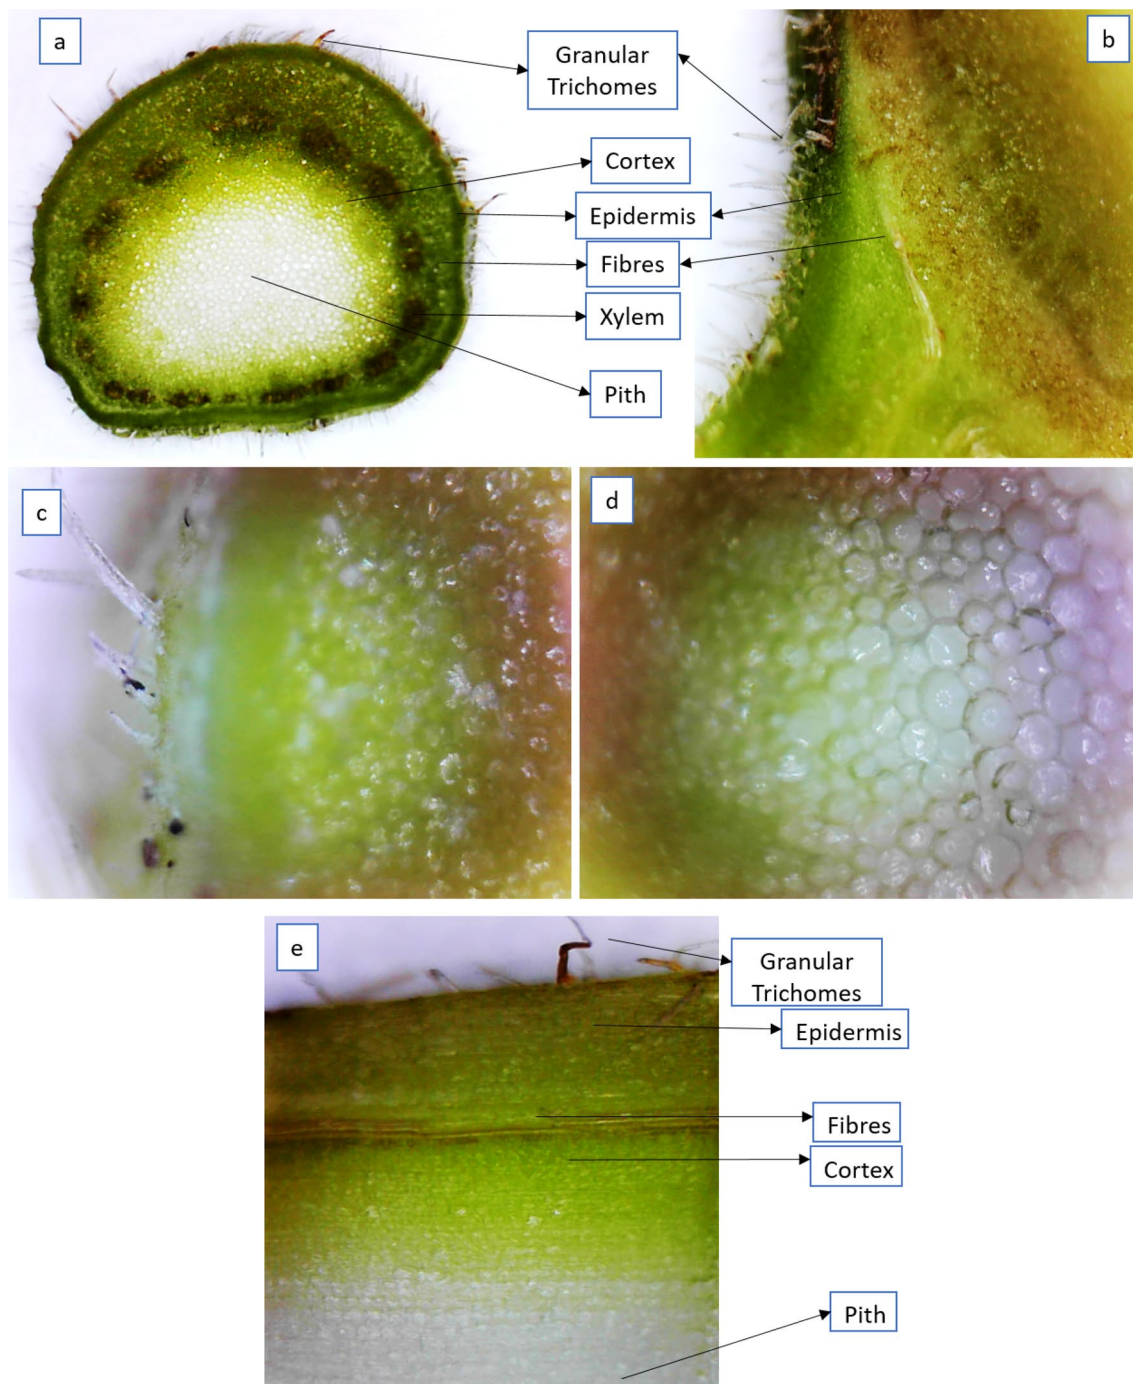 a
b
Granular
Trichomes
Cortex
Epidermis
Fibres
Xylem
Pith
c
d
e
Granular
Trichomes
Epidermis
Fibres
Cortex
Pith